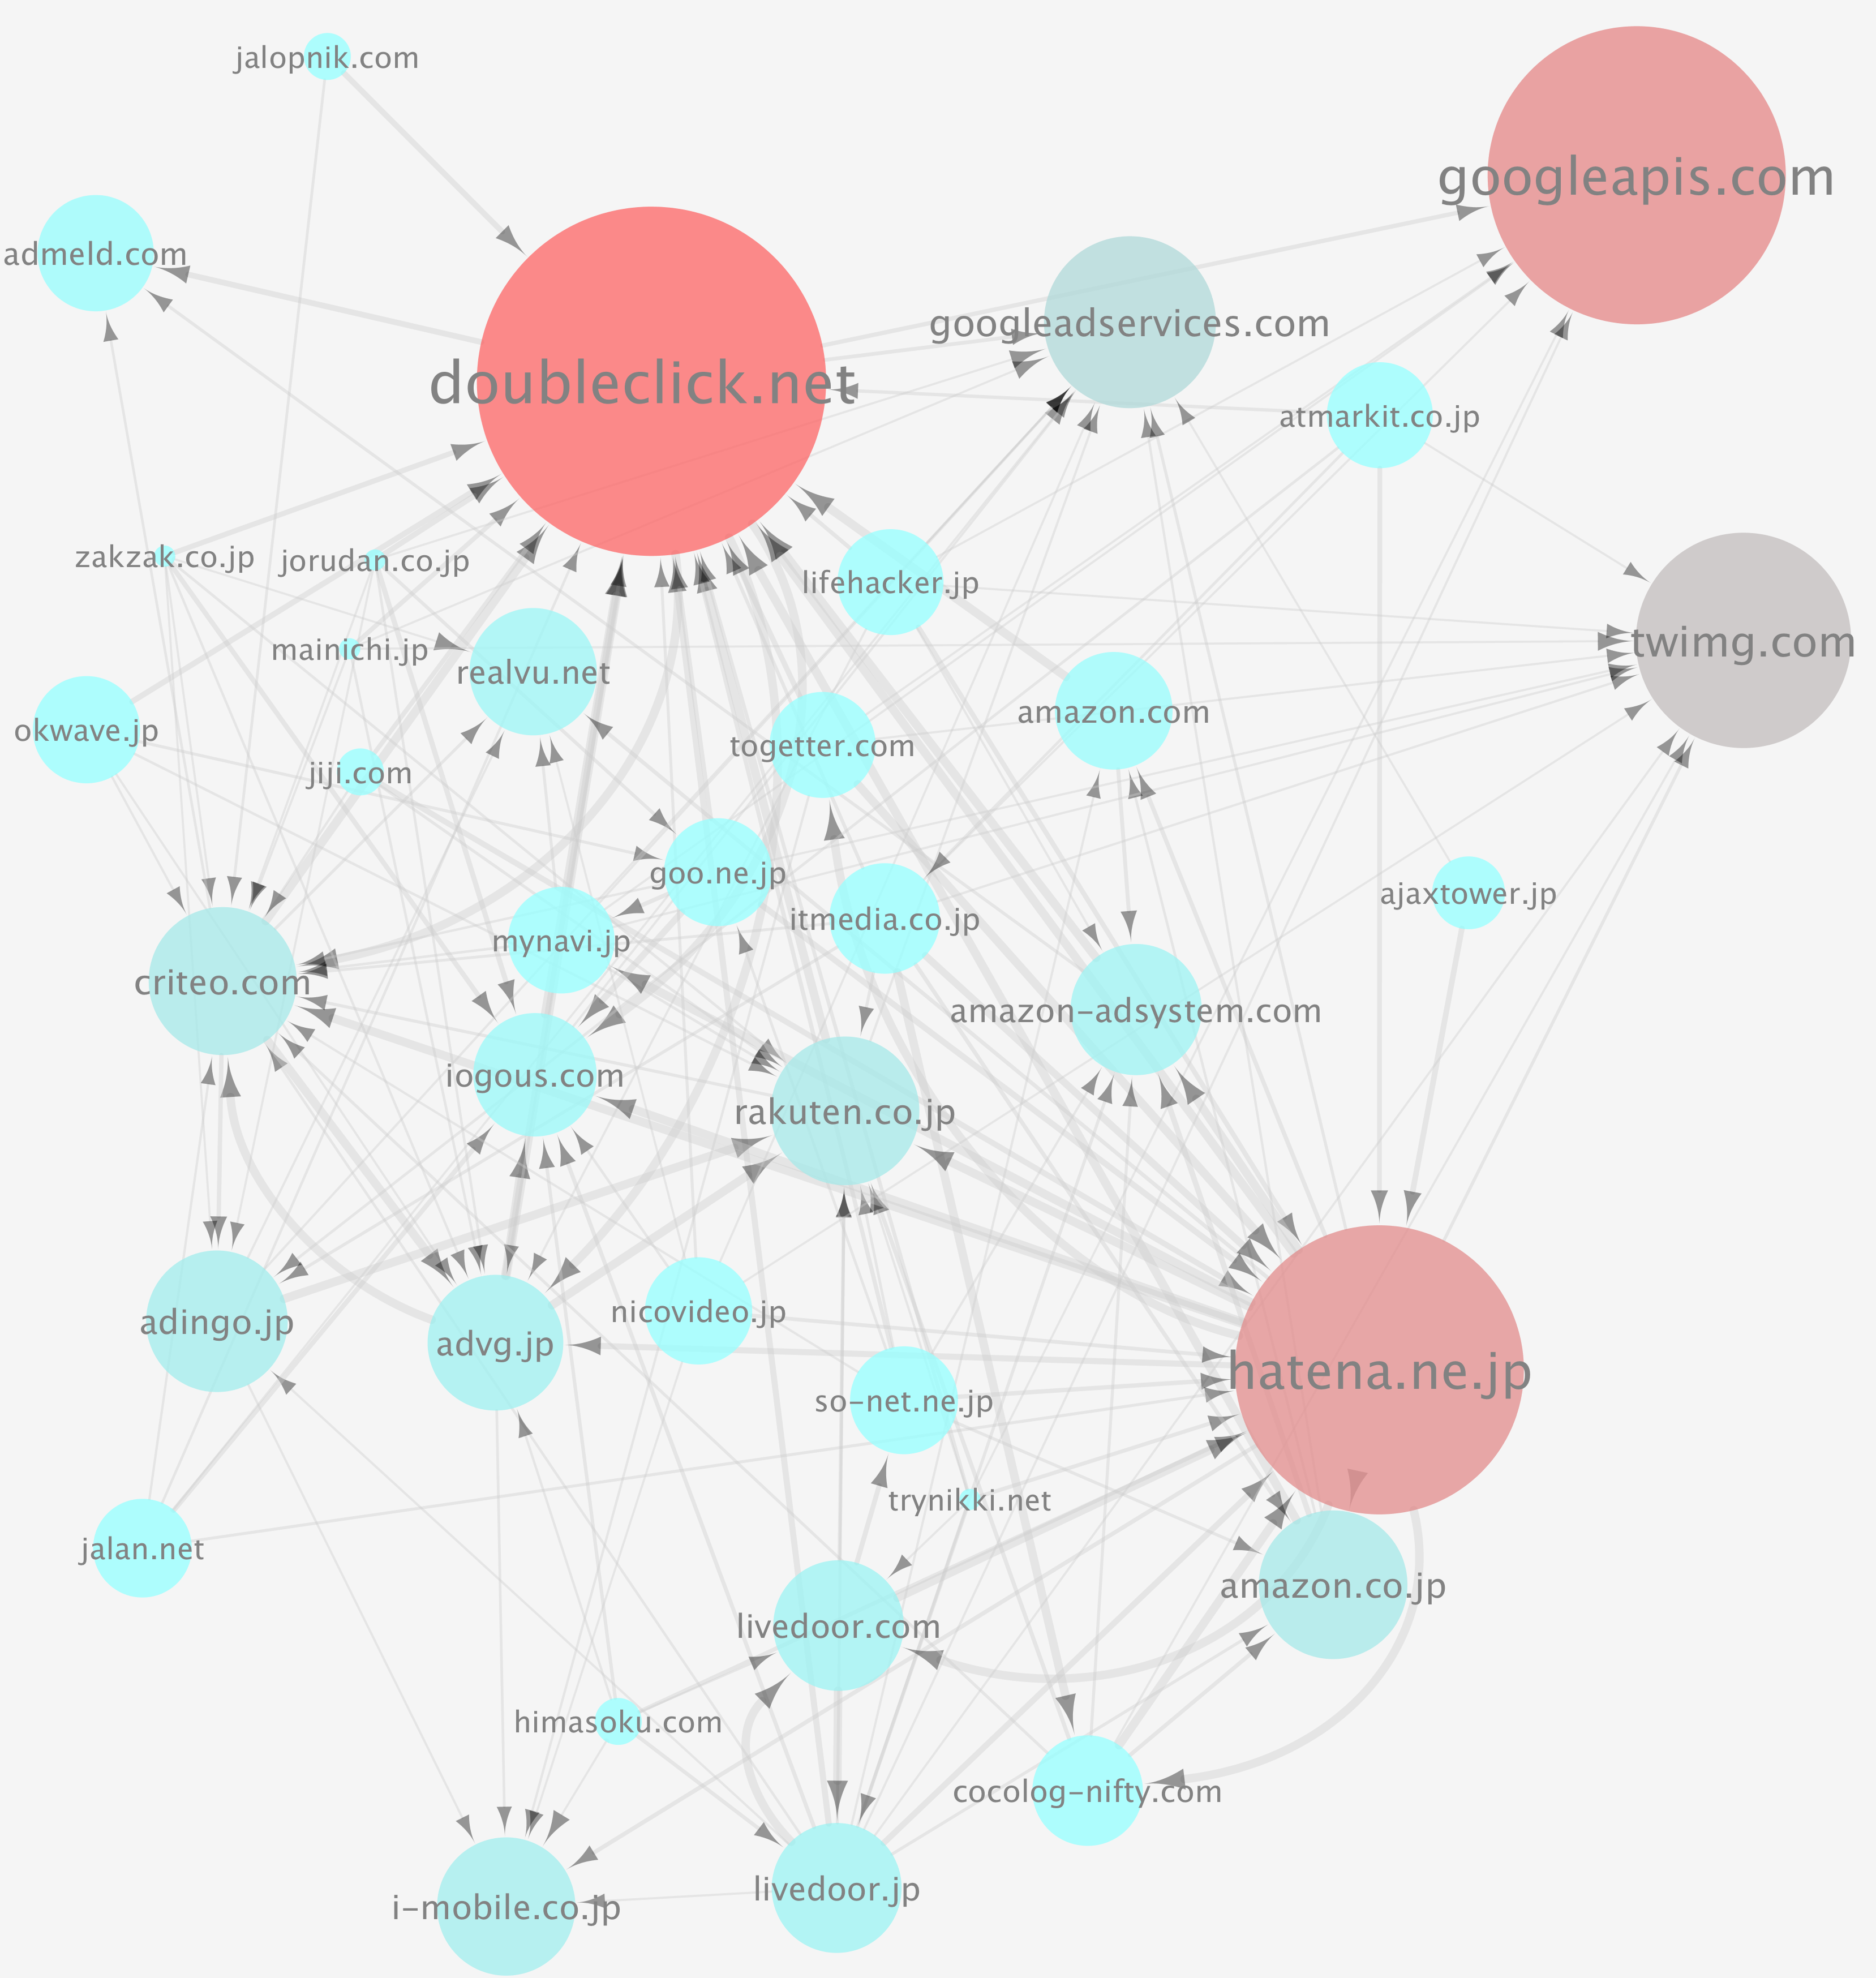 jalopnik.com
googleapis.com
admeld.com
googleadservices.com
doubleclick.net
atmarkit.co.jp
zakzak.co.jp
jorudan.co.jp
lifehacker.jp
mainichi.jp
twimg.com
realvu.net
amazon.com
okwave.jp
togetter.com
jiji.com
goo.ne.jp
ajaxtower.jp
itmedia.co.jp
mynavi.jp
criteo.com
amazon-adsystem.com
iogous.com
rakuten.co.jp
nicovideo.jp
adingo.jp
advg.jp
hatena.ne.jp
so-net.ne.jp
trynikki.net
jalan.net
amazon.co.jp
livedoor.com
himasoku.com
cocolog-nifty.com
livedoor.jp
i-mobile.co.jp